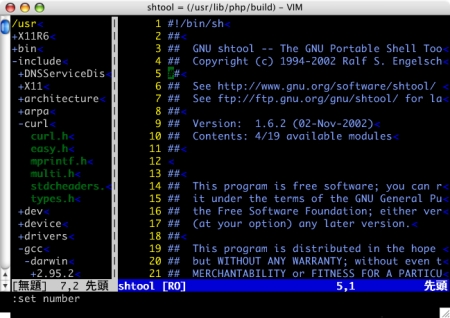 shtool = (/usr/lib/php/build) - VIM
/usr<
+X11R6<
+bin<
-include<
+DNSServiceDis
+X11<
+architecture<
+arpa<
-curl<
curl.h<
easy.h<
mprintf.h<
multi.h<
stdcheaders.
types.h<
+dev<
+device<
+drivers<
-gcc<
-darwin<
+2.95.2<
[無題] 7,2 先頭
1 #!/bin/sh<
2 ##<
3 ## GNU shtool -- The GNU Portable Shell Too
4 ## Copyright (c) 1994-2002 Ralf S. Engelsch
5 ##<
6 ## See http://www.gnu.org/software/shtool/
7 ## See ftp://ftp.gnu.org/gnu/shtool/ for la
8 ##<
9 ## Version: 1.6.2 (02-Nov-2002)<
10 ## Contents: 4/19 available modules<
11 ##<
12 <
13 ##<
14 ## This program is free software; you can r
15 ## it under the terms of the GNU General Pu
16 ## the Free Software Foundation; either ver
17 ## (at your option) any later version.<
18 ##<
19 ## This program is distributed in the hope
20 ## but WITHOUT ANY WARRANTY; without even t
21 ## MERCHANTABILITY or FITNESS FOR A PARTICU
shtool [RO] 5,1 先頭
:set number